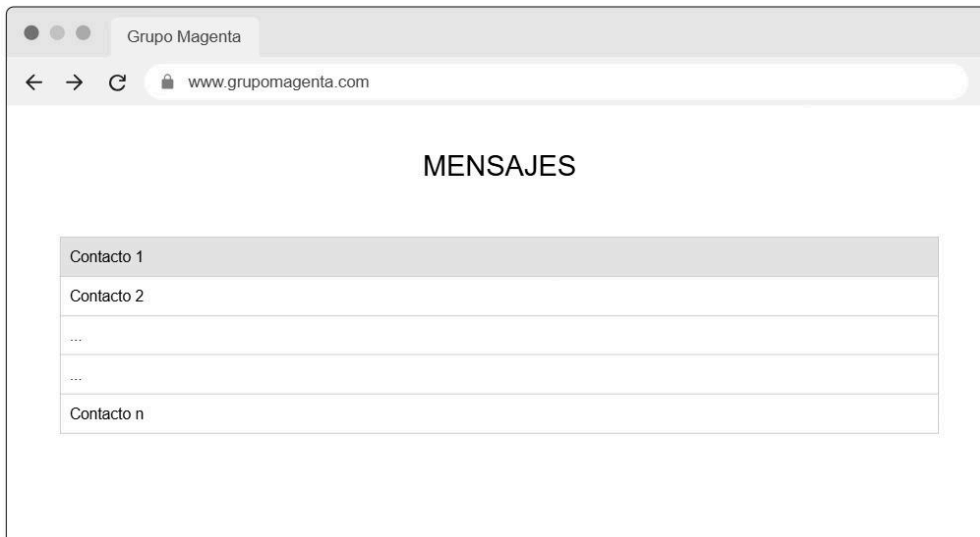 Grupo Magenta
www.grupomagenta.com
MENSAJES
Contacto 1
Contacto 2
...
...
Contacto n